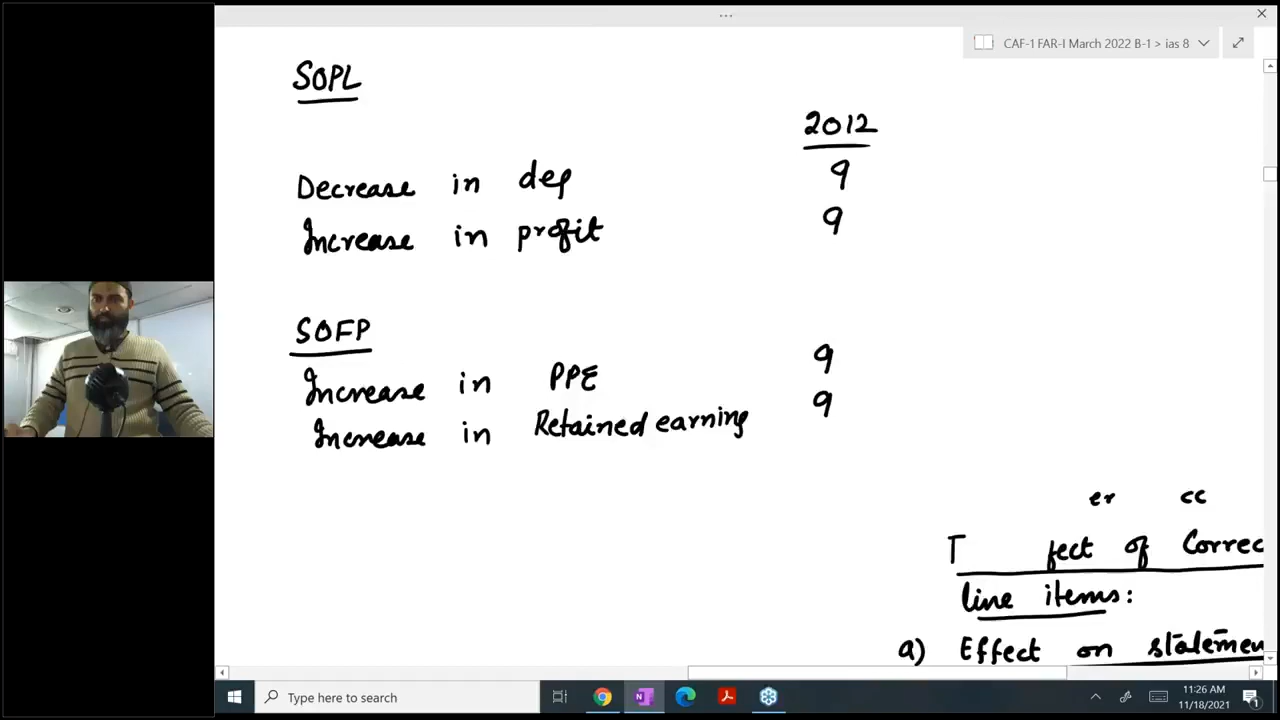 CAF-1 FAR-I March 2022 B-1 > ias 8
SOPL
2012
Decrease in dep 9
Increase in profit 9
SOFP
Increase in PPE 9
Increase in Retained earning 9
er cc
T fect of Correc
line items:
a) Effect on statemen
Type here to search
11:26 AM
11/18/2021